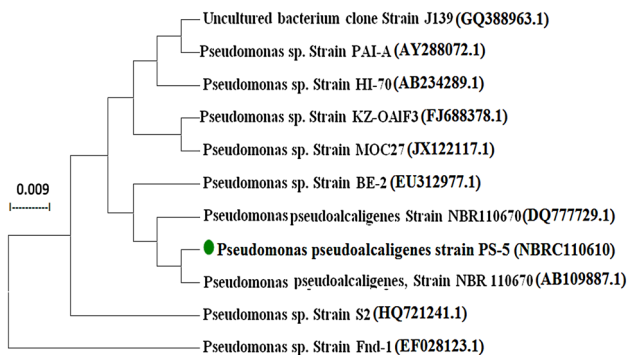 Uncultured bacterium clone Strain J139 (GQ388963.1)
Pseudomonas sp. Strain PAI-A (AY288072.1)
Pseudomonas sp. Strain HI-70 (AB234289.1)
Pseudomonas sp. Strain KZ-OAIF3 (FJ688378.1)
Pseudomonas sp. Strain MOC27 (JX122117.1)
Pseudomonas sp. Strain BE-2 (EU312977.1)
0.009
Pseudomonas pseudoalcaligenes Strain NBR110670 (DQ777729.1)
Pseudomonas pseudoalcaligenes strain PS-5 (NBRC110610)
Pseudomonas pseudoalcaligenes, Strain NBR 110670 (AB109887.1)
Pseudomonas sp. Strain S2 (HQ721241.1)
Pseudomonas sp. Strain Fnd-1 (EF028123.1)